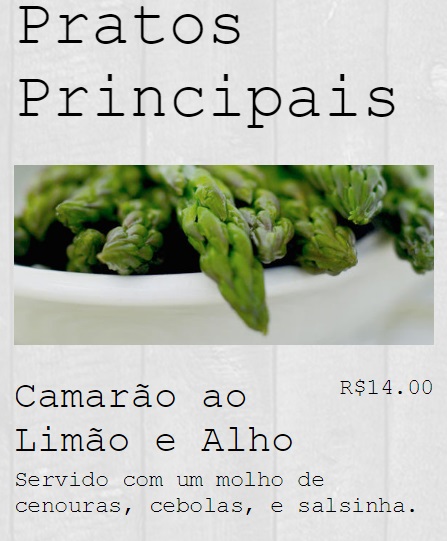 Pratos
Principais
Camarão ao
Limão e Alho
R$14.00
Servido com um molho de
cenouras, cebolas, e salsinha.